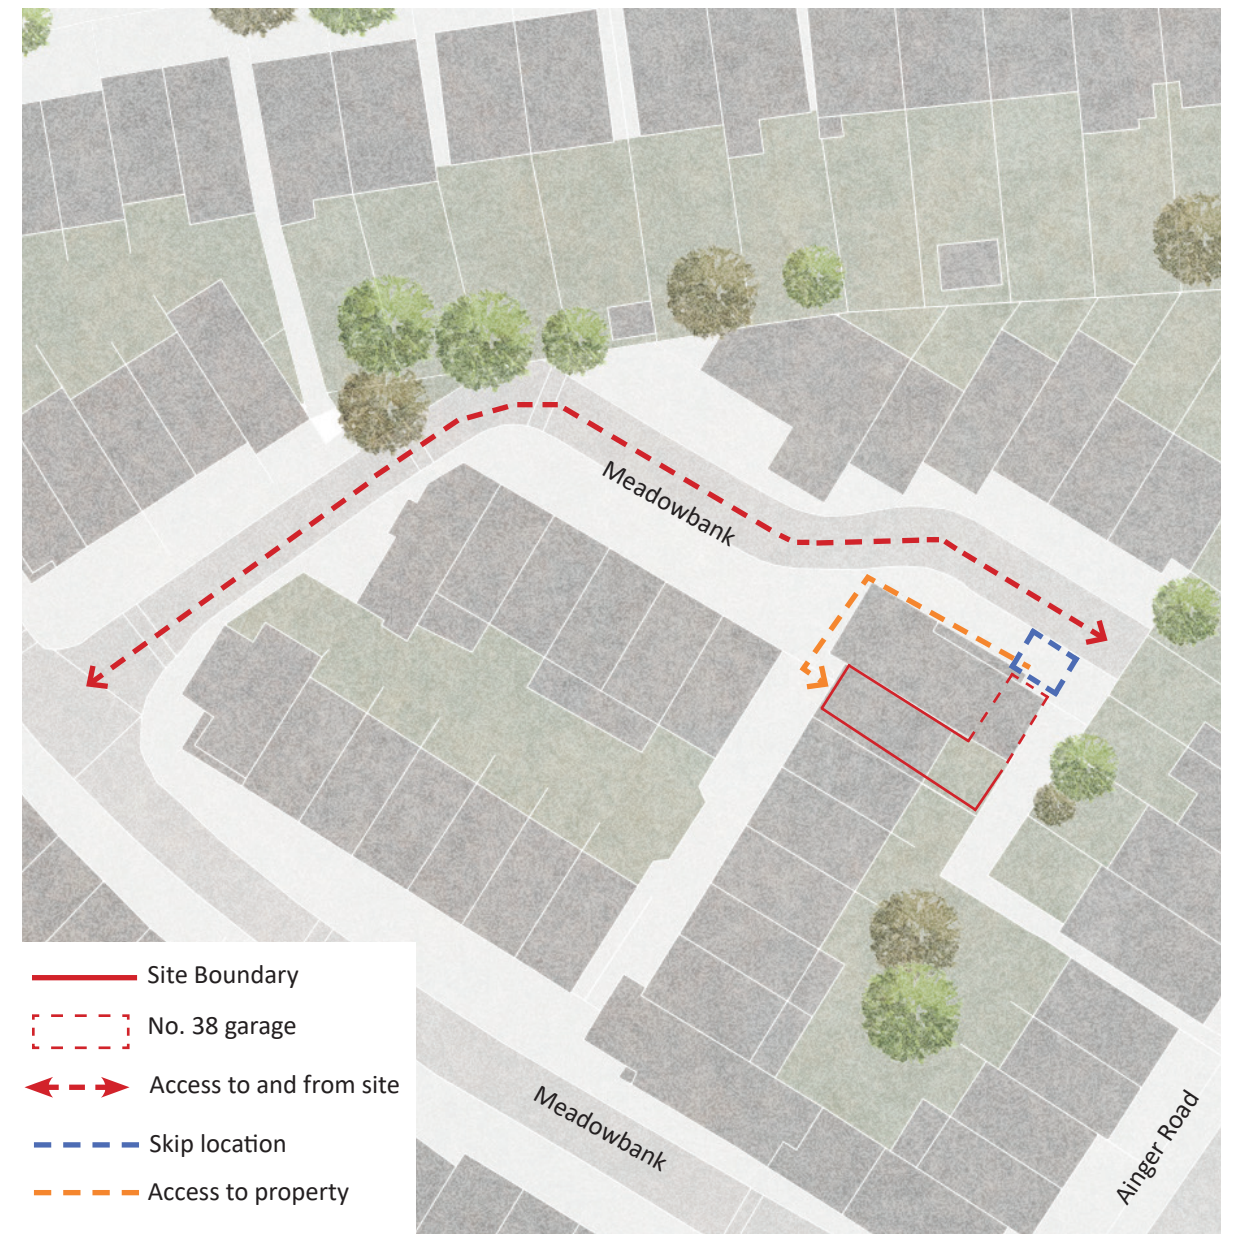 Meadowbank
Site Boundary
No. 38 garage
Access to and from site
Skip location
Access to property
Meadowbank
Ainger Road